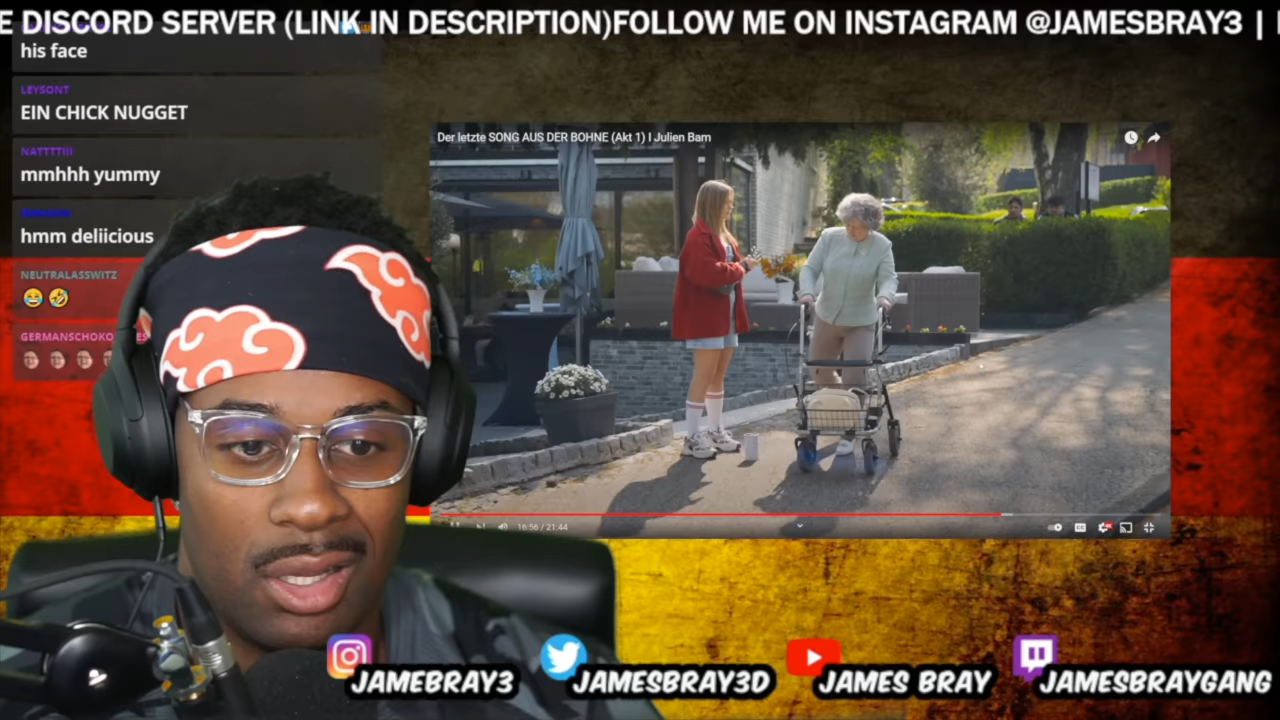 E DISCORD SERVER (LINK IN DESCRIPTION)FOLLOW ME ON INSTAGRAM @JAMESBRAY3 |
his face
LEYSONT
EIN CHICK NUGGET
NATTTTIII
mmhhh yummy
hmm deliicious
NEUTRALASSWITZ
GERMANSCHOKO
Der letzte SONG AUS DER BOHNE (Akt 1) I Julien Bam
16:56 / 21:44
JAMEBRAY3
JAMESBRAY3D
JAMES BRAY
JAMESBRAYGANG